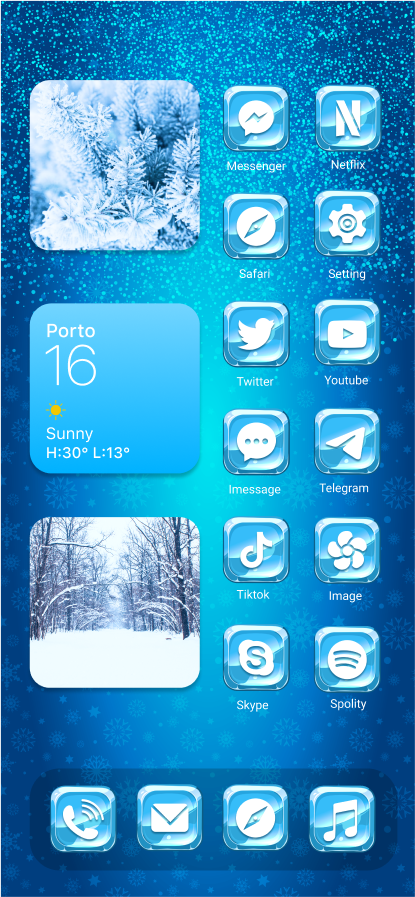 Messenger
Netflix
Safari
Setting
Porto
16
Sunny
H:30° L:13°
Twitter
Youtube
Imessage
Telegram
Tiktok
Image
Skype
Spolity